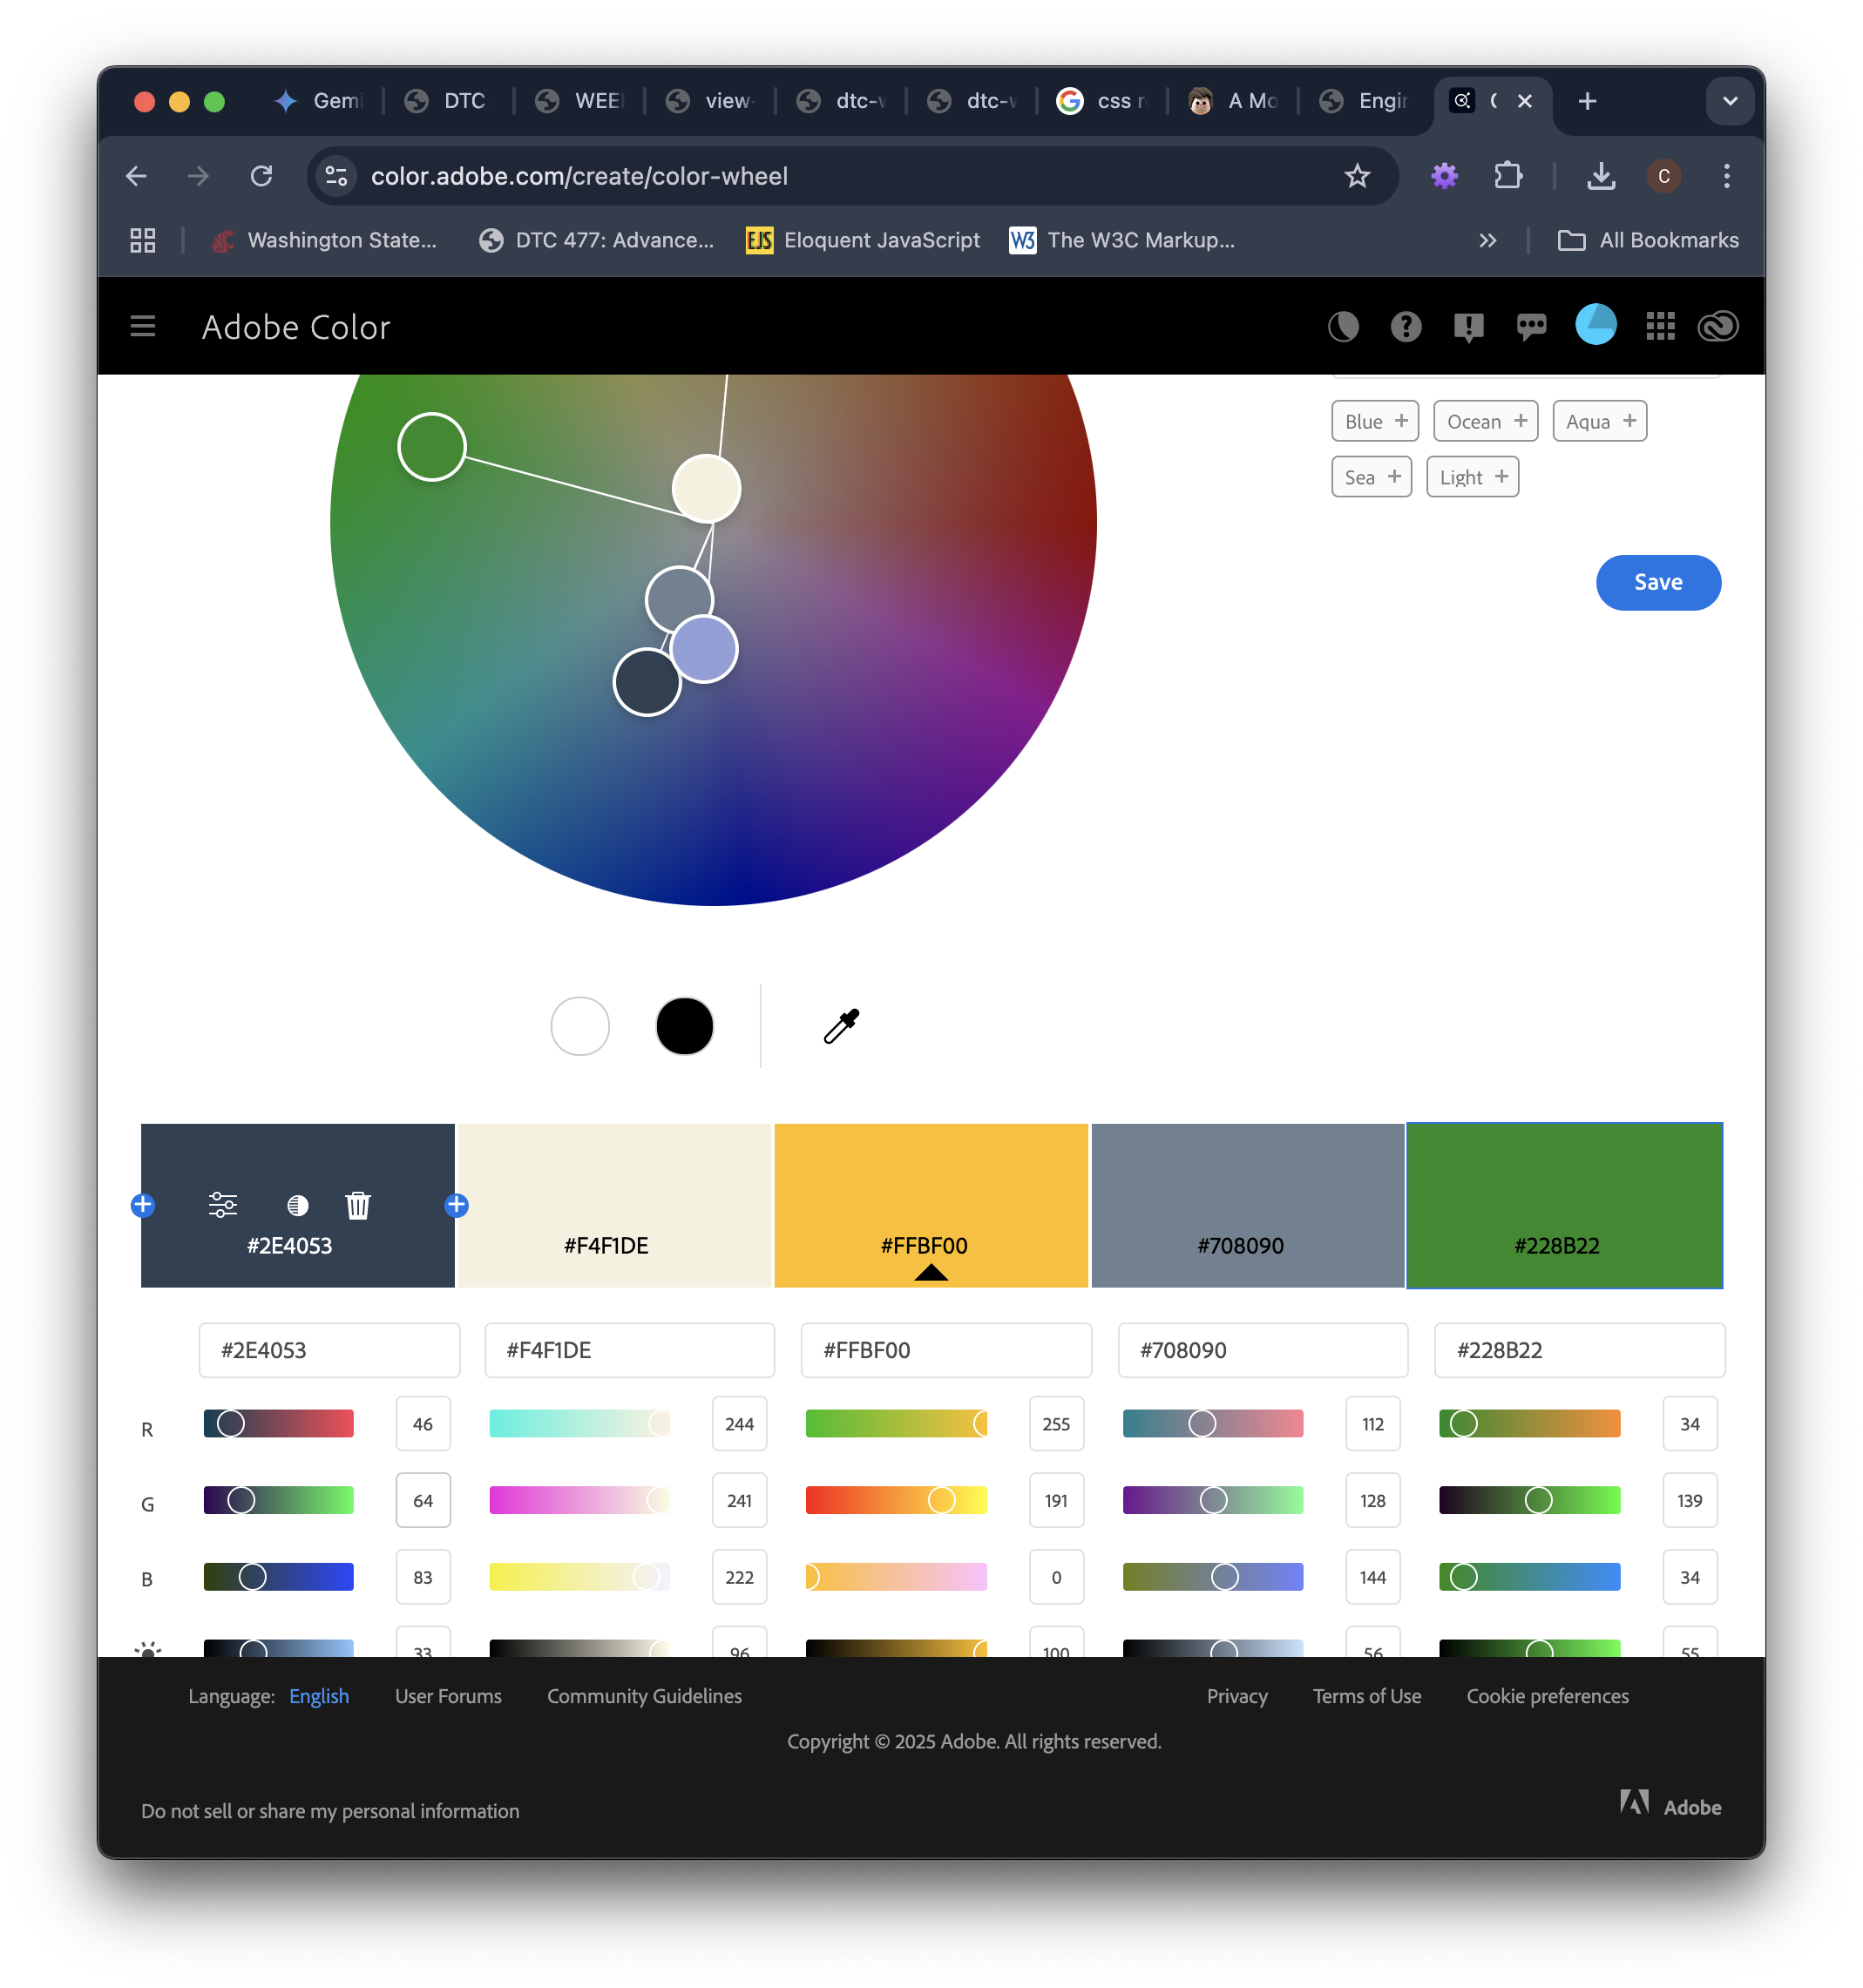 Gemi DTC WEE view- dtc-v dtc-v css r A Mo Engir
color.adobe.com/create/color-wheel C
Washington State... DTC 477: Advance... EJS Eloquent JavaScript W3 The W3C Markup... All Bookmarks
Adobe Color
Blue + Ocean + Aqua +
Sea + Light +
Save
#2E4053 #F4F1DE #FFBF00 #708090 #228B22
#2E4053 #F4F1DE #FFBF00 #708090 #228B22
R 46 244 255 112 34
G 64 241 191 128 139
B 83 222 0 144 34
33 96 100 56 55
Language: English User Forums Community Guidelines Privacy Terms of Use Cookie preferences
Copyright © 2025 Adobe. All rights reserved.
Do not sell or share my personal information Adobe